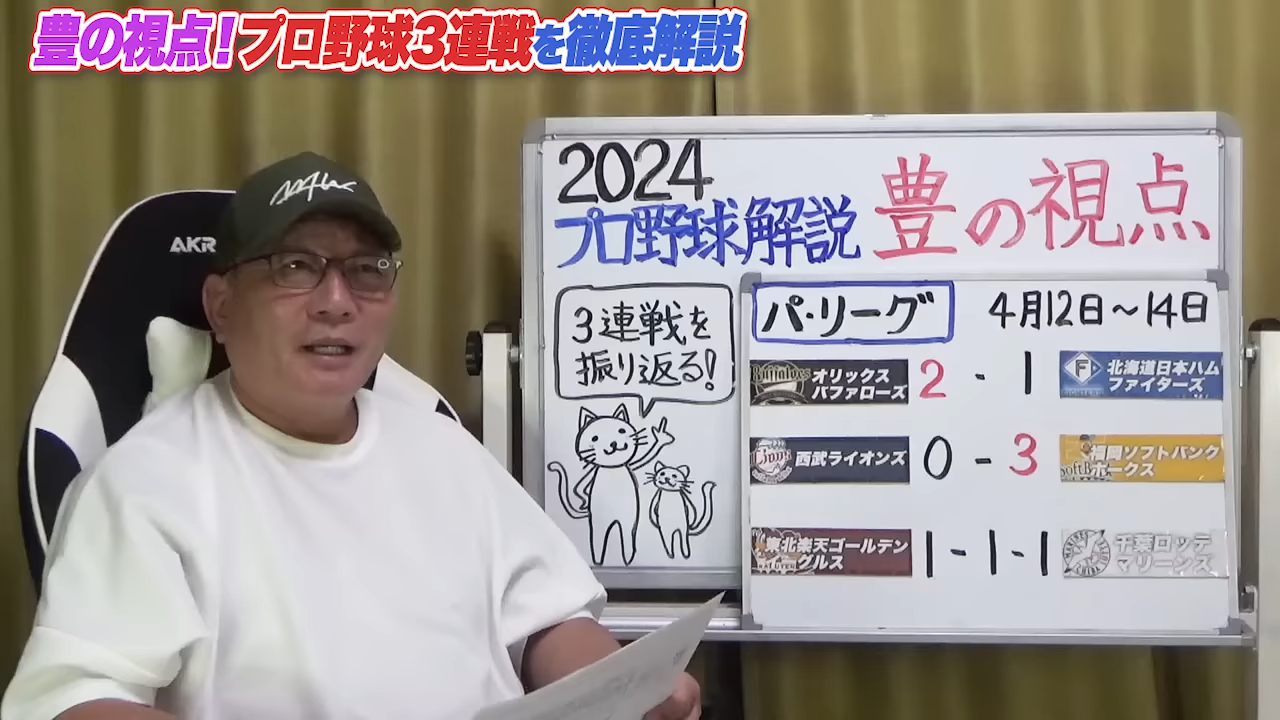 豊の視点！プロ野球３連戦を徹底解説
AKR
2024
プロ野球解説 豊の視点
3連戦を
振り返る！
パ・リーグ 4月12日～14日
Buffaloes オリックス
バファローズ 2 - 1 F 北海道日本ハム
ファイターズ
Lions 西武ライオンズ 0 - 3 福岡ソフトバンク
ホークス
東北楽天ゴールデン
グルス 1-1-1 千葉ロッテ
マリーンズ